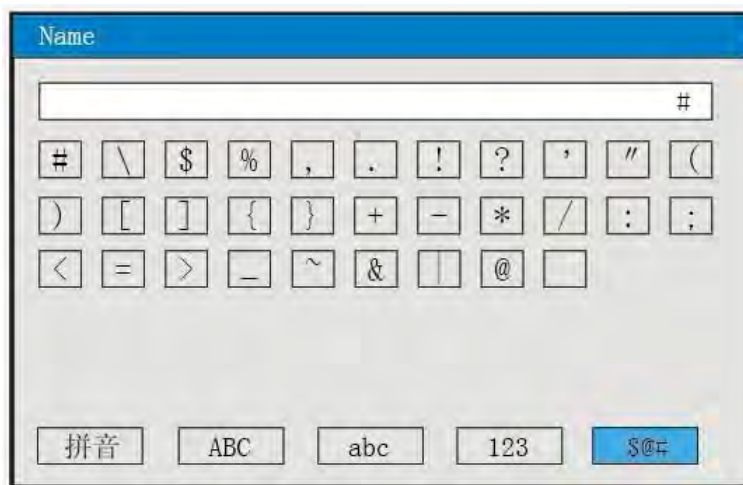 Name
#
# \ $ % , . ! ? ' " (
) [ ] { } + - * / : ;
< = > _ ~ & | @
拼音 ABC abc 123 $@#